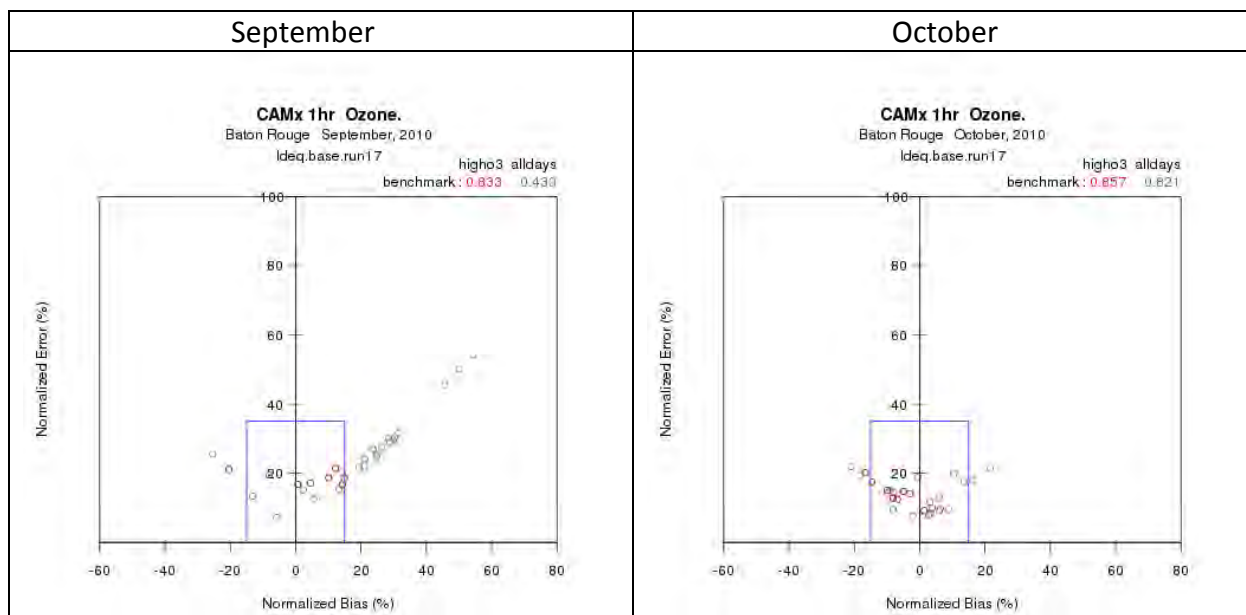 September
CAMx 1hr Ozone.
Baton Rouge September, 2010
ldeq.base.run17
higho3 alldays
benchmark : 0.833 0.433
100
80
60
40
20
Normalized Error (%)
-60 -40 -20 0 20 40 60 80
Normalized Bias (%)
October
CAMx 1hr Ozone.
Baton Rouge October, 2010
ldeq.base.run17
higho3 alldays
benchmark : 0.857 0.821
100
80
60
40
20
Normalized Error (%)
-60 -40 -20 0 20 40 60 80
Normalized Bias (%)